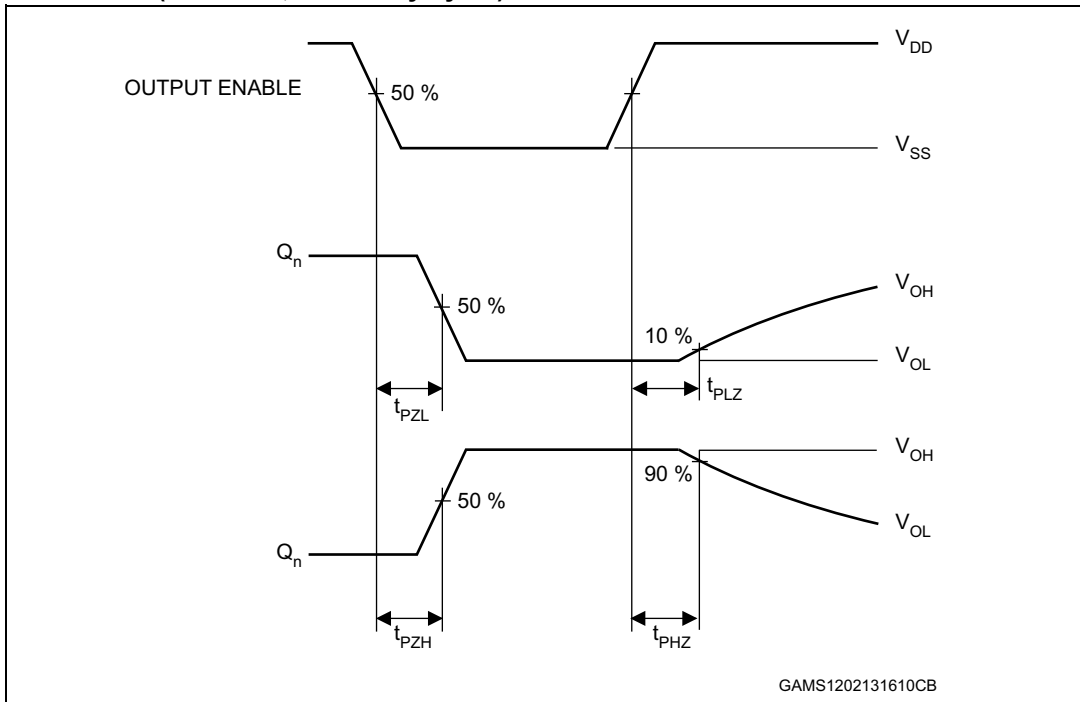 V_DD
OUTPUT ENABLE
50 %
V_SS
Q_n
50 %
V_OH
10 %
V_OL
t_PZL
t_PLZ
V_OH
90 %
50 %
V_OL
Q_n
t_PZH
t_PHZ
GAMS1202131610CB